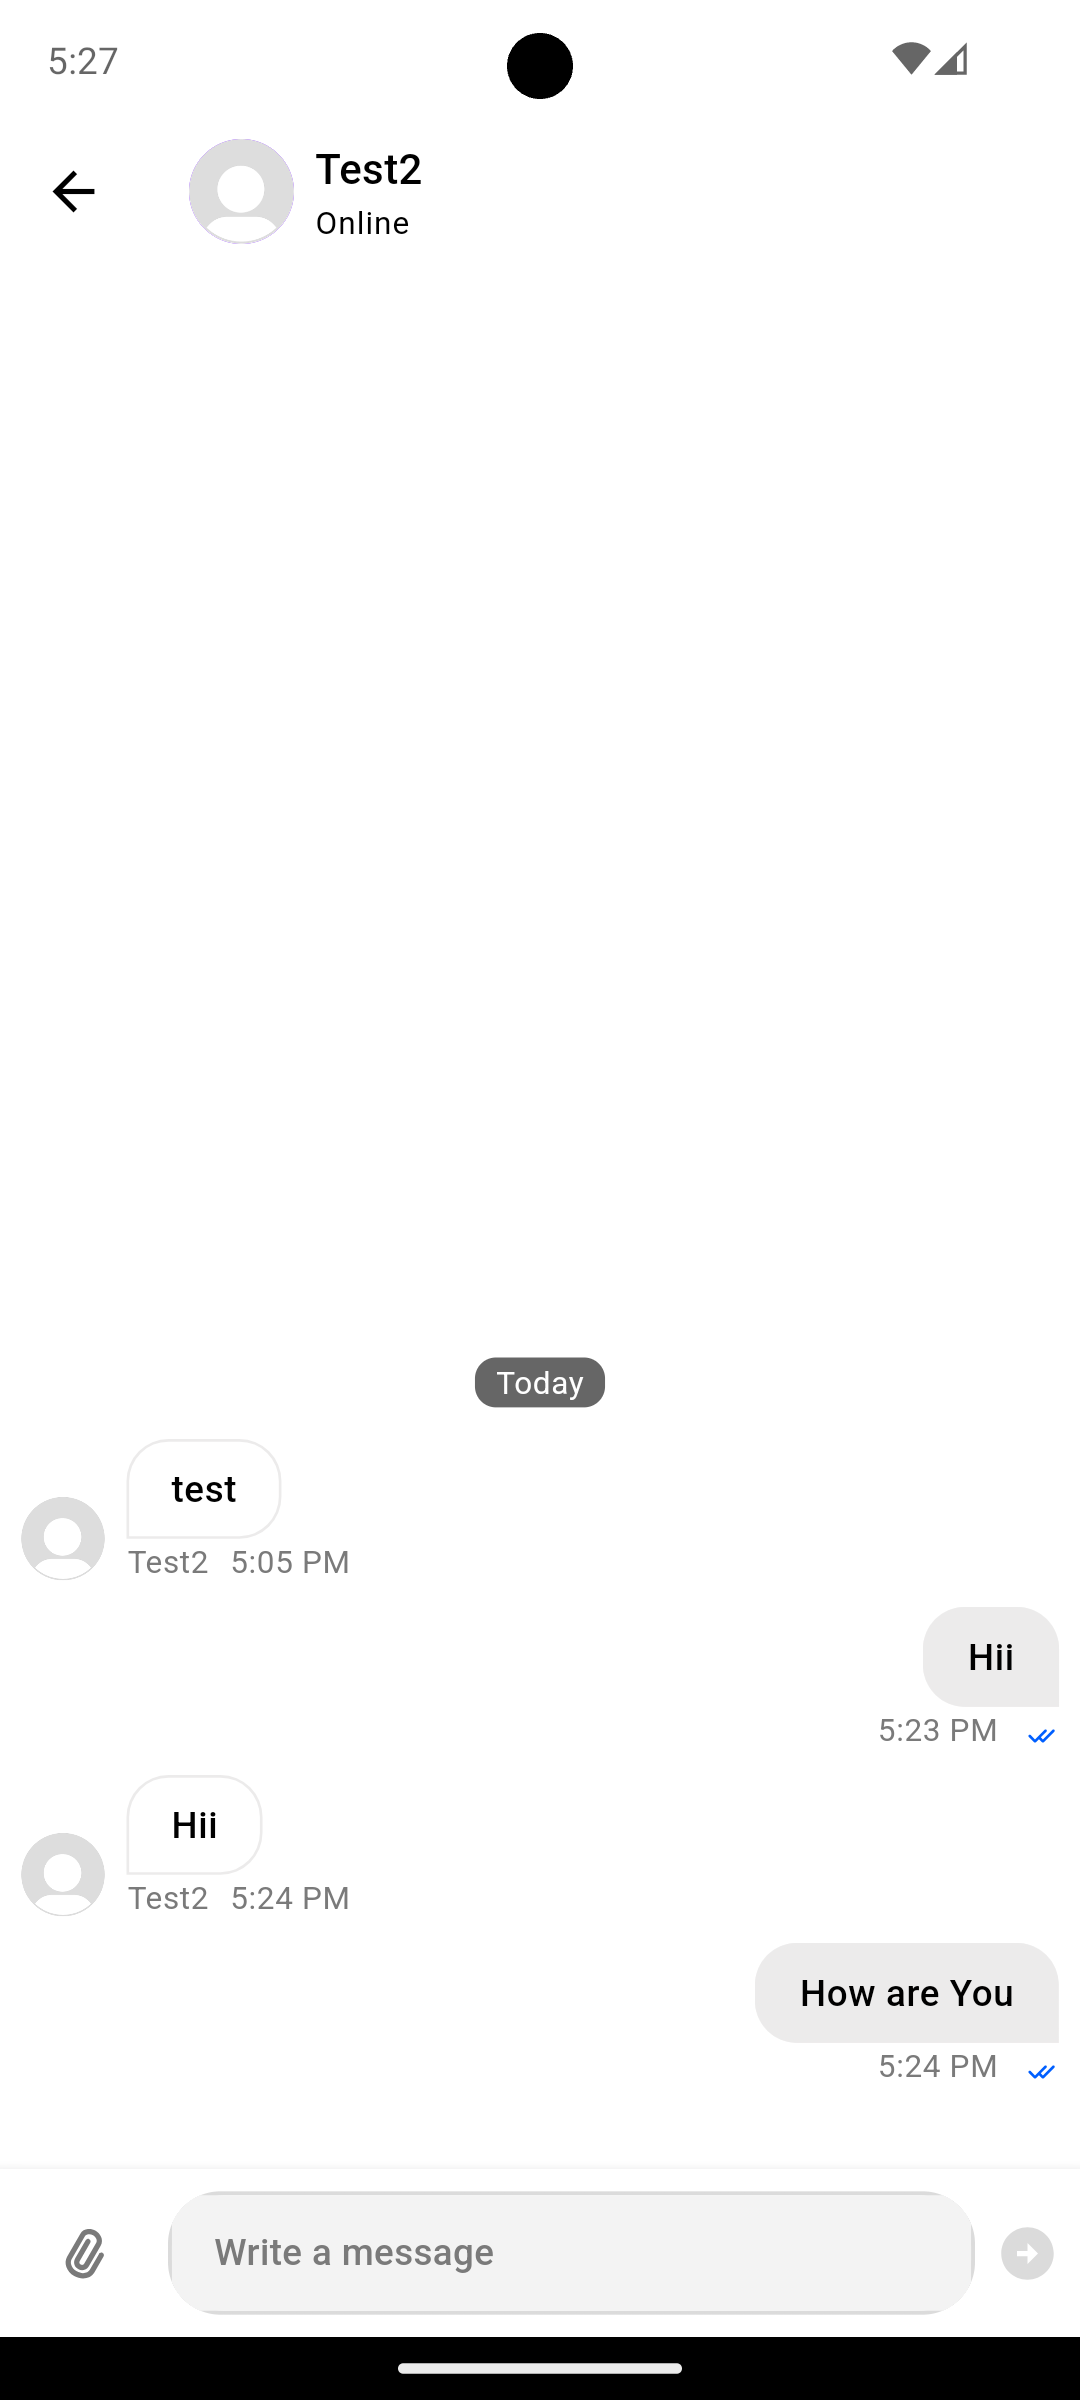 5:27
Test2
Online
Today
test
Test2 5:05 PM
Hii
5:23 PM
Hii
Test2 5:24 PM
How are You
5:24 PM
Write a message